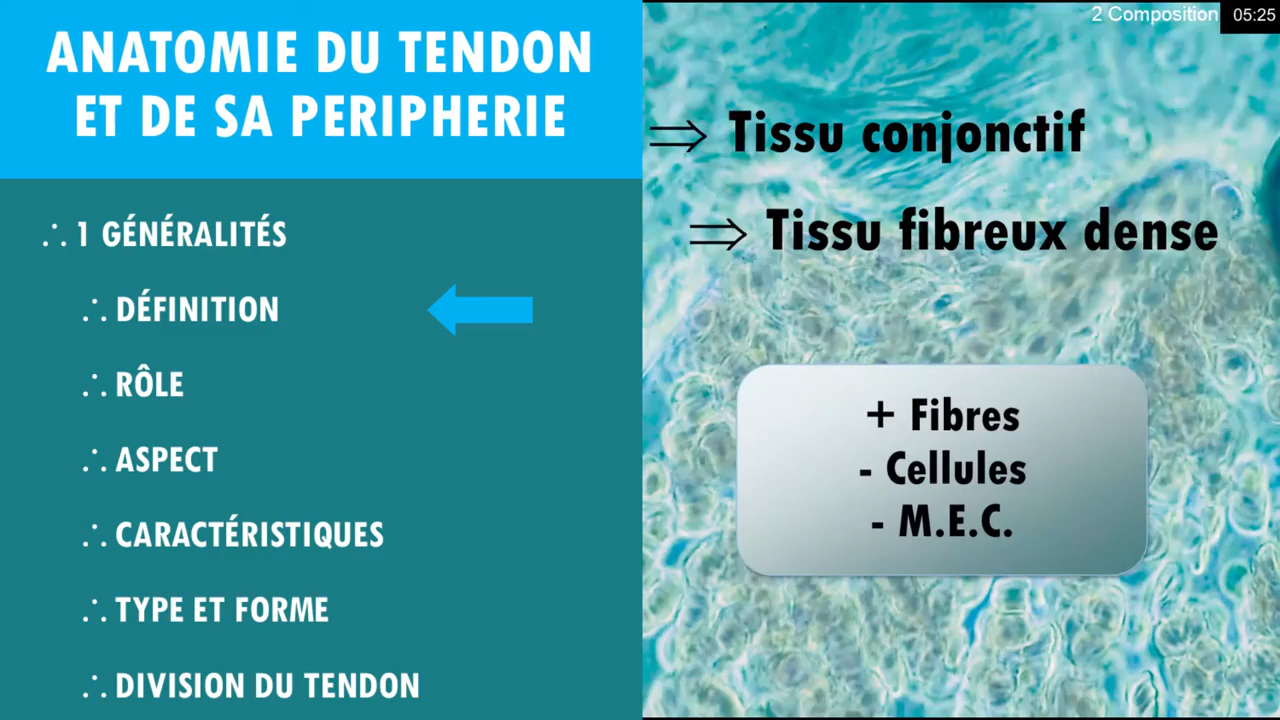 ANATOMIE DU TENDON
ET DE SA PERIPHERIE
∴ 1 GÉNÉRALITÉS
∴ DÉFINITION
∴ RÔLE
∴ ASPECT
∴ CARACTÉRISTIQUES
∴ TYPE ET FORME
∴ DIVISION DU TENDON
2 Composition 05:25
⇒ Tissu conjonctif
⇒ Tissu fibreux dense
+ Fibres
- Cellules
- M.E.C.